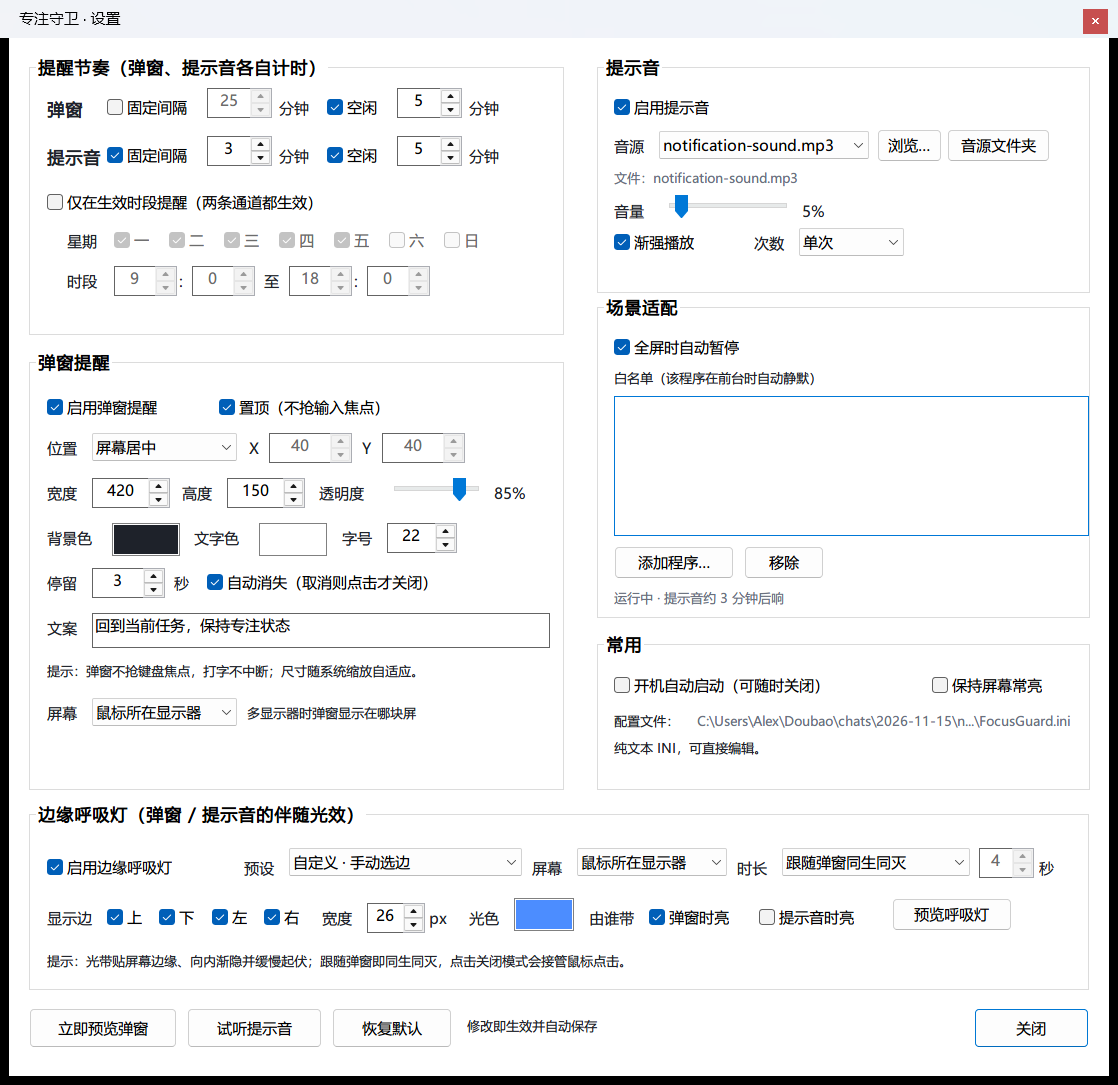 专注守卫 · 设置
提醒节奏（弹窗、提示音各自计时）
弹窗 固定间隔 25 分钟 空闲 5 分钟
提示音 固定间隔 3 分钟 空闲 5 分钟
仅在生效时段提醒（两条通道都生效）
星期 一 二 三 四 五 六 日
时段 9 : 0 至 18 : 0
弹窗提醒
启用弹窗提醒 置顶（不抢输入焦点）
位置 屏幕居中 X 40 Y 40
宽度 420 高度 150 透明度 85%
背景色 文字色 字号 22
停留 3 秒 自动消失（取消则点击才关闭）
文案 回到当前任务，保持专注状态
提示：弹窗不抢键盘焦点，打字不中断；尺寸随系统缩放自适应。
屏幕 鼠标所在显示器 多显示器时弹窗显示在哪块屏
提示音
启用提示音
音源 notification-sound.mp3 浏览... 音源文件夹
文件：notification-sound.mp3
音量 5%
渐强播放 次数 单次
场景适配
全屏时自动暂停
白名单（该程序在前台时自动静默）
添加程序... 移除
运行中 · 提示音约 3 分钟后响
常用
开机自动启动（可随时关闭） 保持屏幕常亮
配置文件： C:\Users\Alex\Doubao\chats\2026-11-15\n...\FocusGuard.ini
纯文本 INI，可直接编辑。
边缘呼吸灯（弹窗 / 提示音的伴随光效）
启用边缘呼吸灯 预设 自定义 · 手动选边 屏幕 鼠标所在显示器 时长 跟随弹窗同生同灭 4 秒
显示边 上 下 左 右 宽度 26 px 光色 由谁带 弹窗时亮 提示音时亮 预览呼吸灯
提示：光带贴屏幕边缘、向内渐隐并缓慢起伏；跟随弹窗即同生同灭，点击关闭模式会接管鼠标点击。
立即预览弹窗 试听提示音 恢复默认 修改即生效并自动保存 关闭